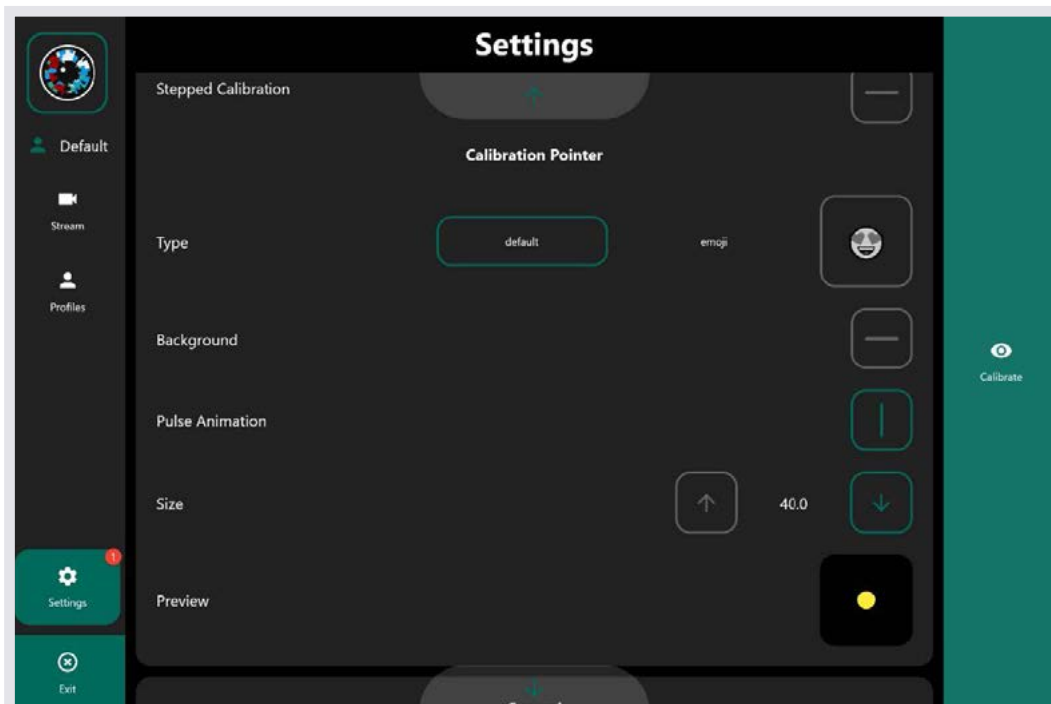 Settings
Stepped Calibration
Default
Calibration Pointer
Stream
Type
default
emoji
Profiles
Background
Calibrate
Pulse Animation
Size
40.0
1
Settings
Preview
Exit